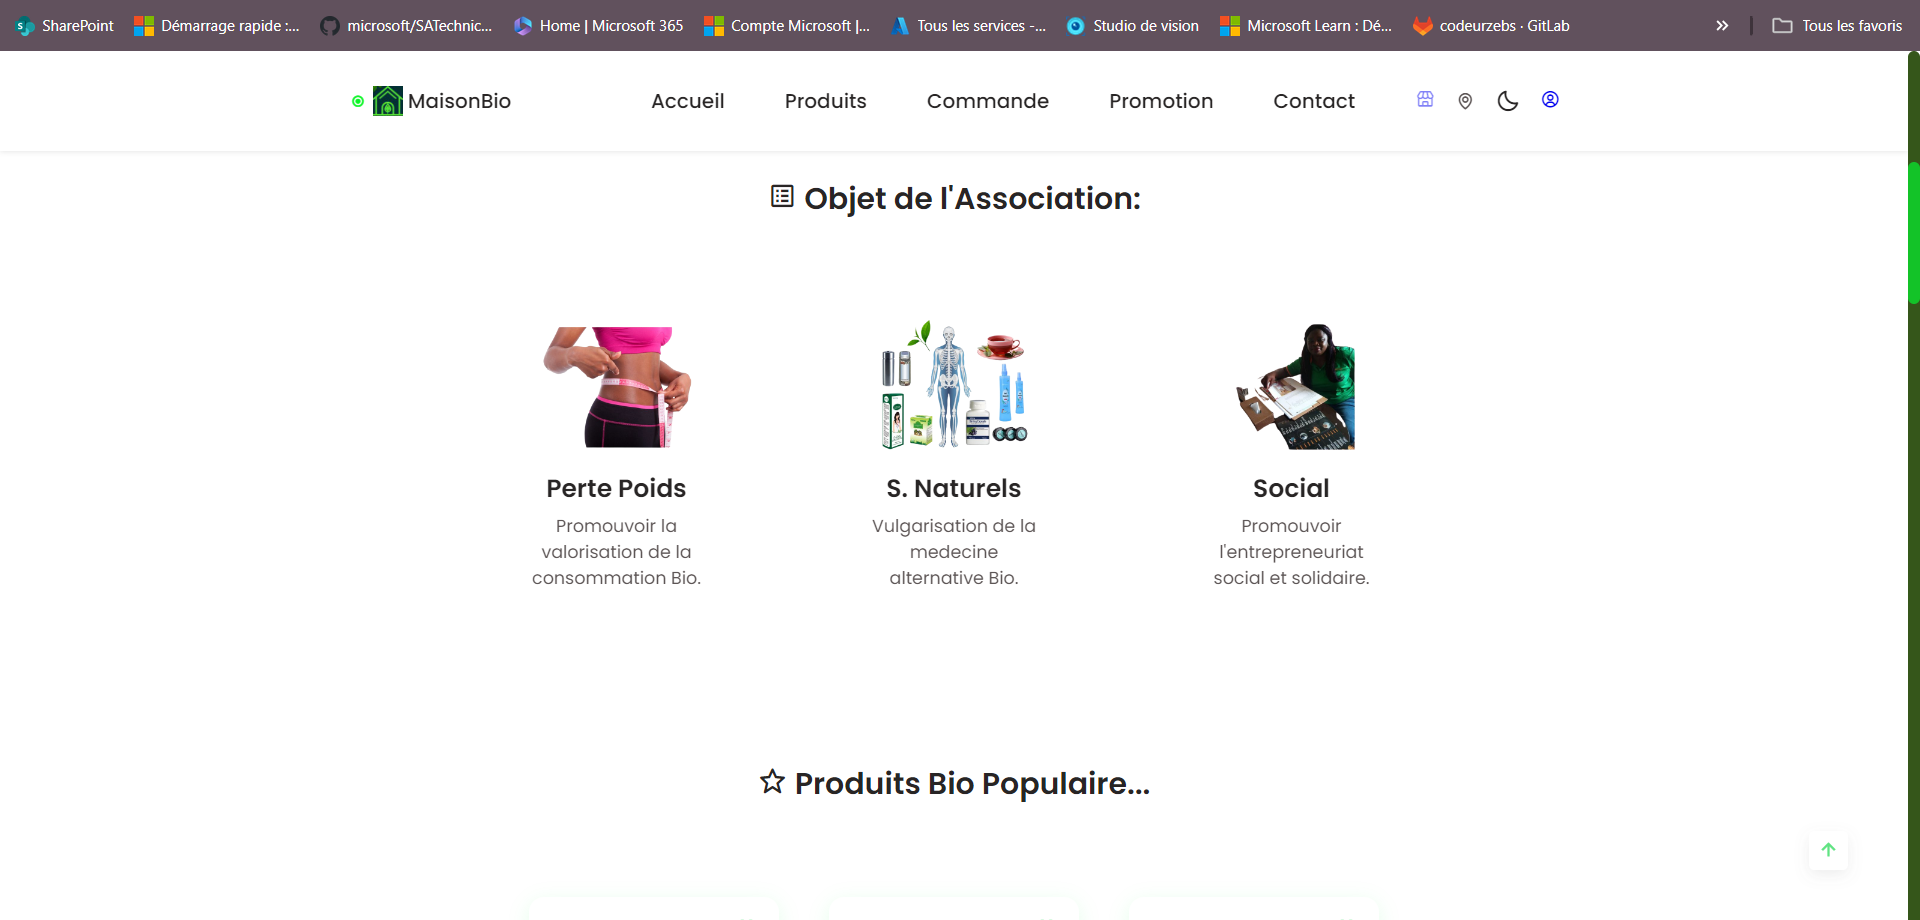 SharePoint
Démarrage rapide :...
microsoft/SATechnic...
Home | Microsoft 365
Compte Microsoft |...
Tous les services -...
Studio de vision
Microsoft Learn : Dé...
codeurzebs · GitLab
Tous les favoris
MaisonBio
Accueil
Produits
Commande
Promotion
Contact
Objet de l'Association:
Perte Poids
Promouvoir la
valorisation de la
consommation Bio.
S. Naturels
Vulgarisation de la
medecine
alternative Bio.
Social
Promouvoir
l'entrepreneuriat
social et solidaire.
Produits Bio Populaire...